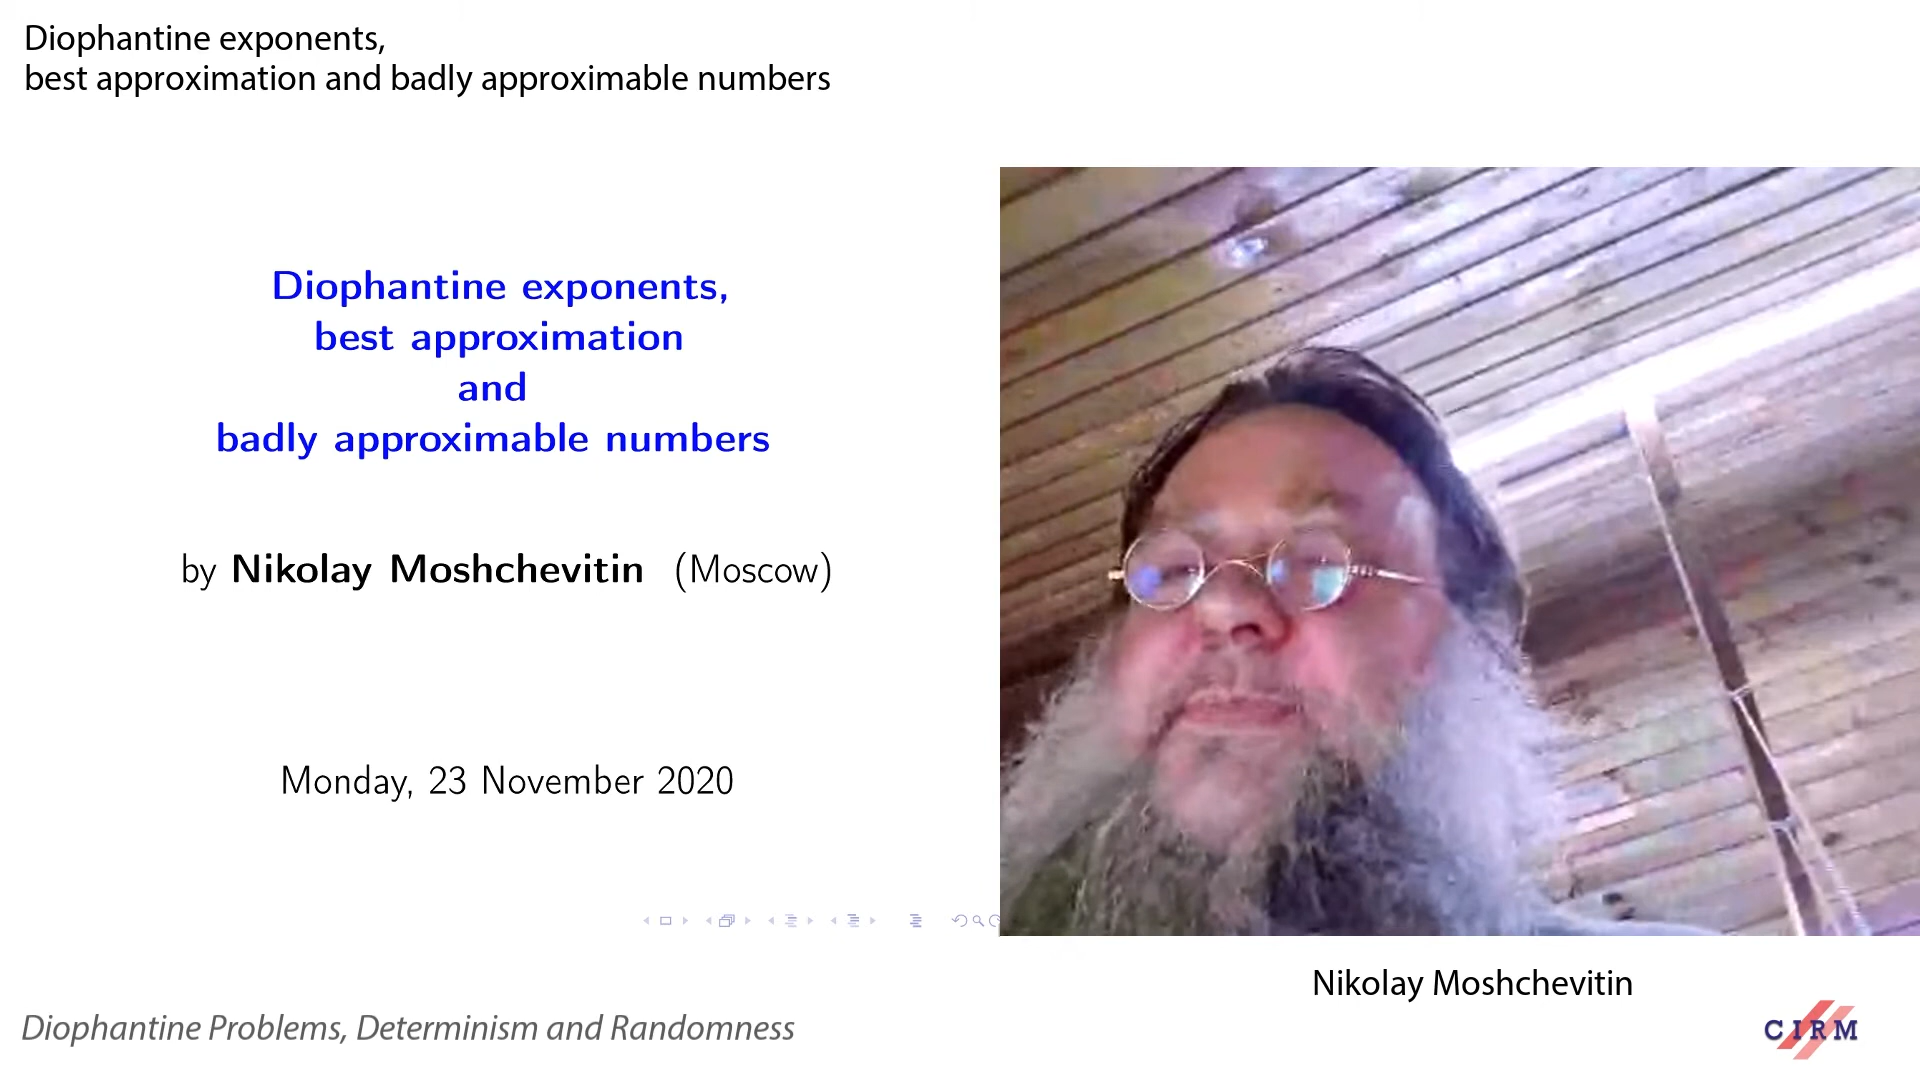 Diophantine exponents,
best approximation and badly approximable numbers
Diophantine exponents,
best approximation
and
badly approximable numbers
by Nikolay Moshchevitin (Moscow)
Monday, 23 November 2020
Nikolay Moshchevitin
Diophantine Problems, Determinism and Randomness
CIRM